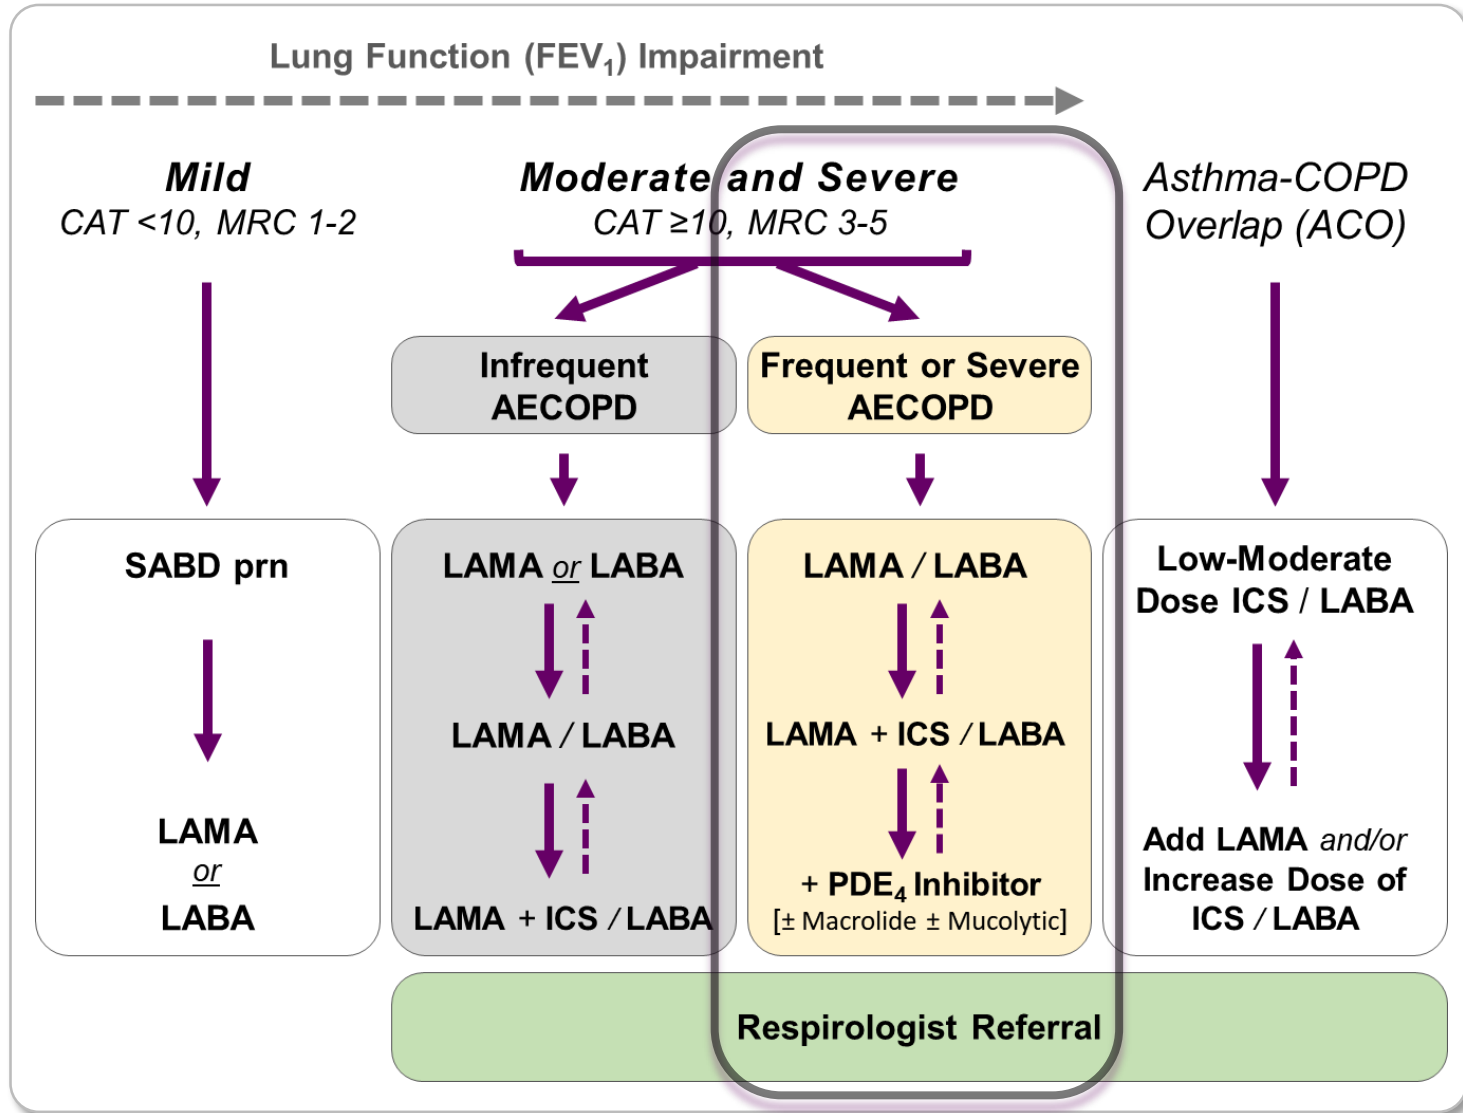 Lung Function (FEV₁) Impairment
Mild
CAT <10, MRC 1-2
Moderate and Severe
CAT ≥10, MRC 3-5
Asthma-COPD
Overlap (ACO)
Infrequent
AECOPD
Frequent or Severe
AECOPD
SABD prn
LAMA
or
LABA
LAMA or LABA
LAMA / LABA
LAMA + ICS / LABA
LAMA / LABA
LAMA + ICS / LABA
+ PDE₄ Inhibitor
[± Macrolide ± Mucolytic]
Low-Moderate
Dose ICS / LABA
Add LAMA and/or
Increase Dose of
ICS / LABA
Respirologist Referral